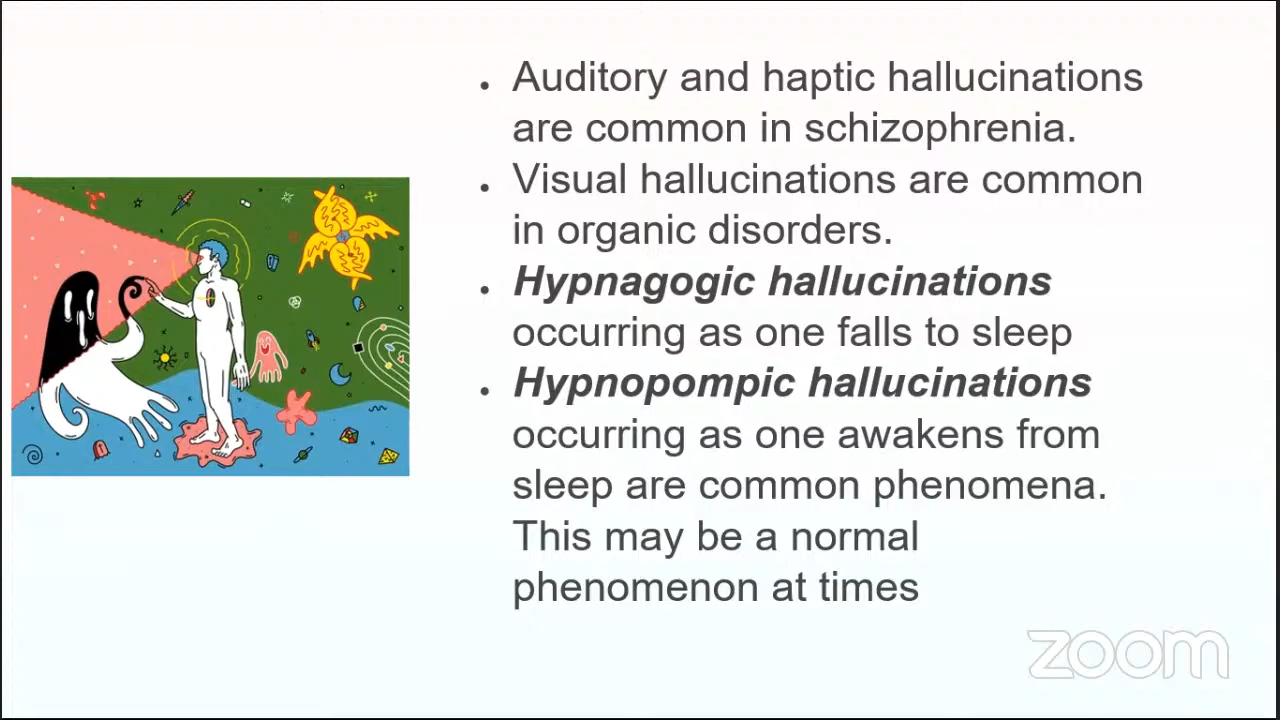 • Auditory and haptic hallucinations
are common in schizophrenia.
• Visual hallucinations are common
in organic disorders.
• Hypnagogic hallucinations
occurring as one falls to sleep
• Hypnopompic hallucinations
occurring as one awakens from
sleep are common phenomena.
This may be a normal
phenomenon at times
zoom